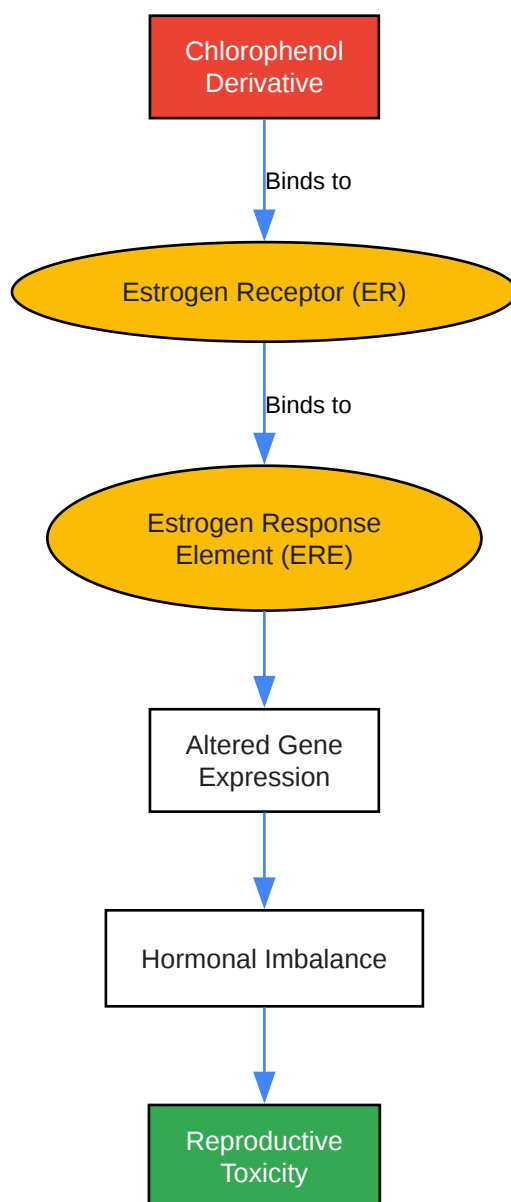 Chlorophenol
Derivative
Binds to
Estrogen Receptor (ER)
Binds to
Estrogen Response
Element (ERE)
Altered Gene
Expression
Hormonal Imbalance
Reproductive
Toxicity